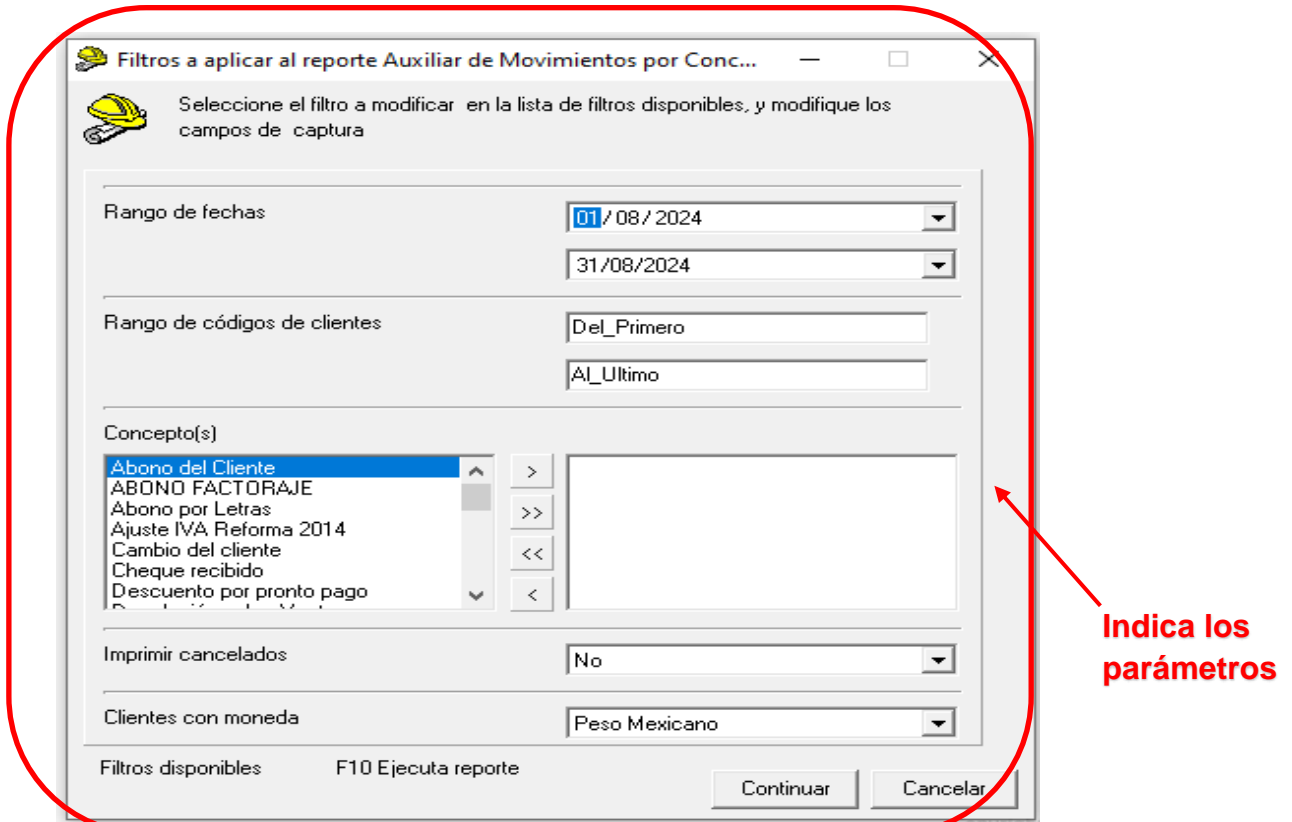 Filtros a aplicar al reporte Auxiliar de Movimientos por Conc...
Seleccione el filtro a modificar en la lista de filtros disponibles, y modifique los
campos de captura
Rango de fechas
01/ 08/ 2024
31/08/2024
Rango de códigos de clientes
Del_Primero
Al_Ultimo
Concepto(s)
Abono del Cliente
ABONO FACTORAJE
Abono por Letras
Ajuste IVA Reforma 2014
Cambio del cliente
Cheque recibido
Descuento por pronto pago
>
>>
<<
<
Imprimir cancelados
No
Clientes con moneda
Peso Mexicano
Filtros disponibles
F10 Ejecuta reporte
Continuar
Cancelar
Indica los
parámetros